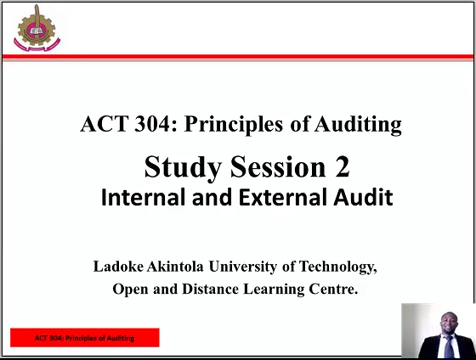 ACT 304: Principles of Auditing
Study Session 2
Internal and External Audit
Ladoke Akintola University of Technology,
Open and Distance Learning Centre.
ACT 304: Principles of Auditing